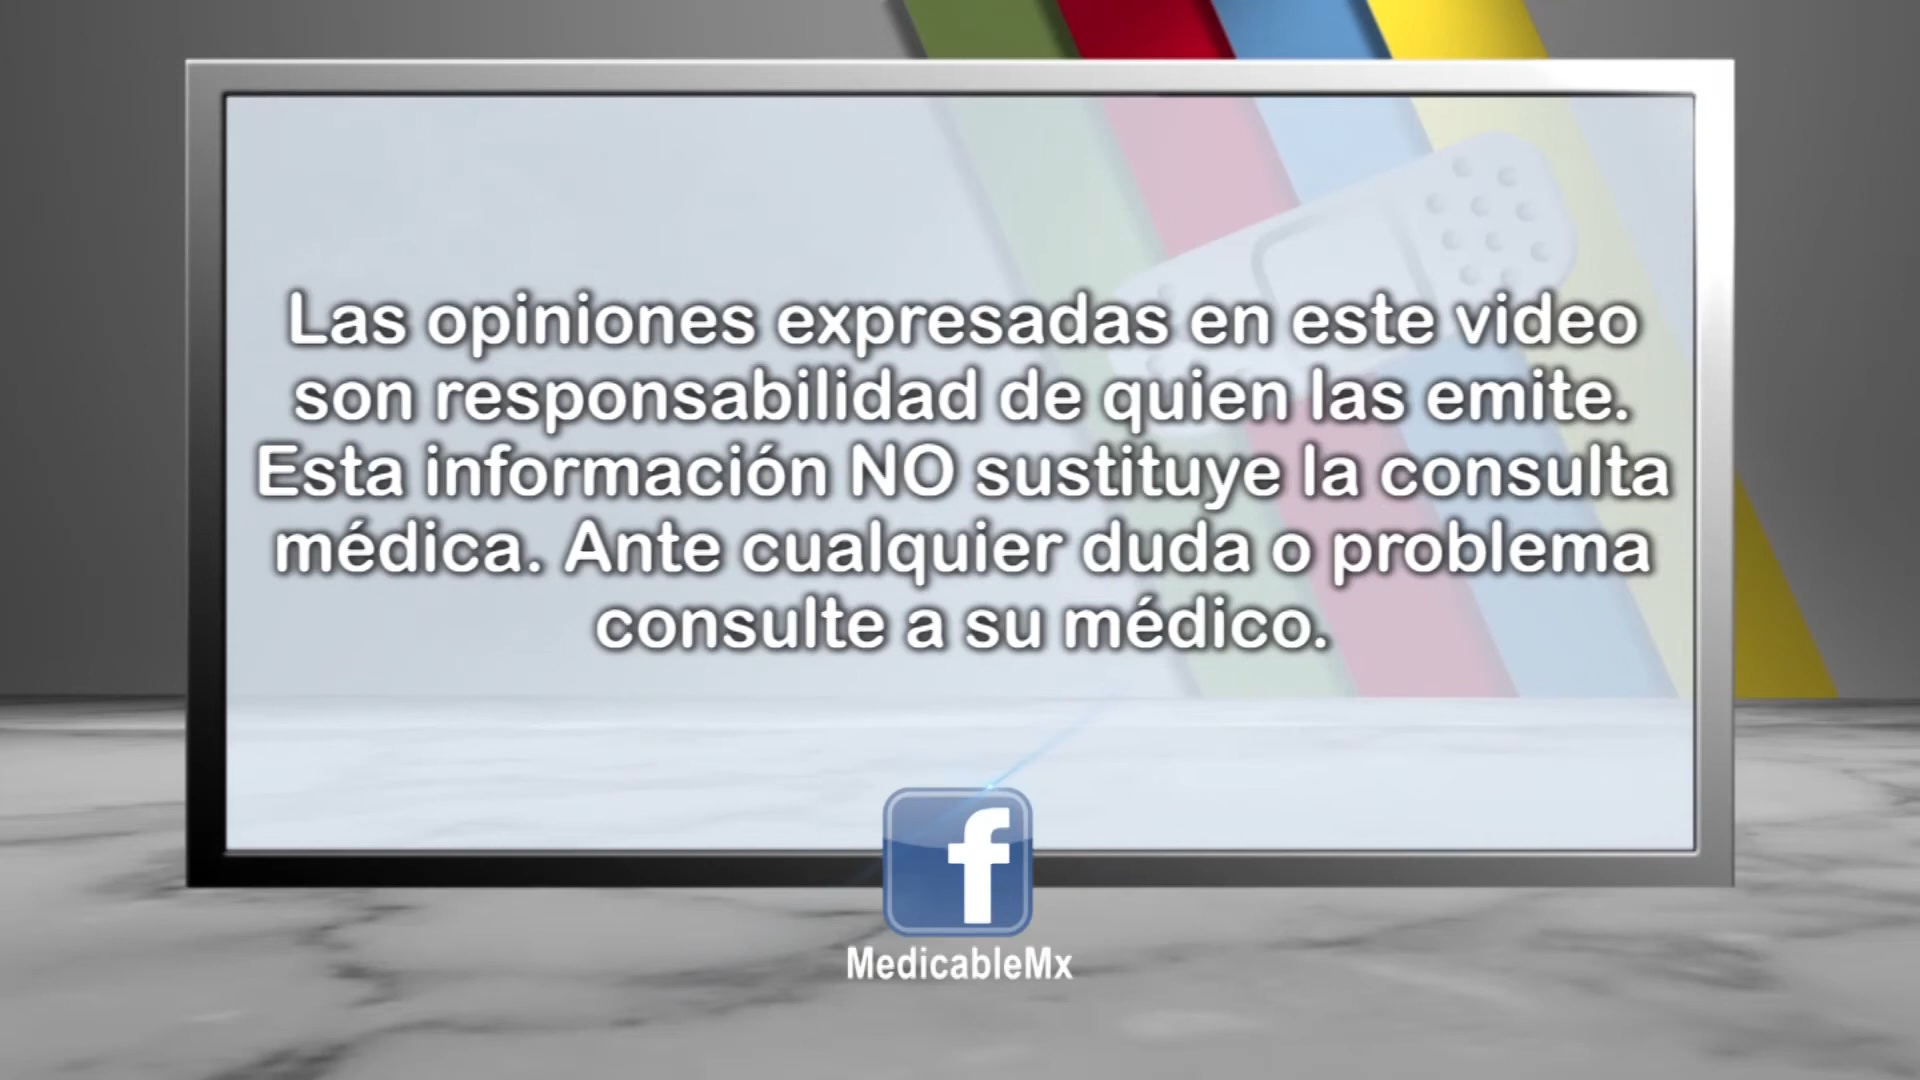 Las opiniones expresadas en este video
son responsabilidad de quien las emite.
Esta información NO sustituye la consulta
médica. Ante cualquier duda o problema
consulte a su médico.
f
MedicableMx